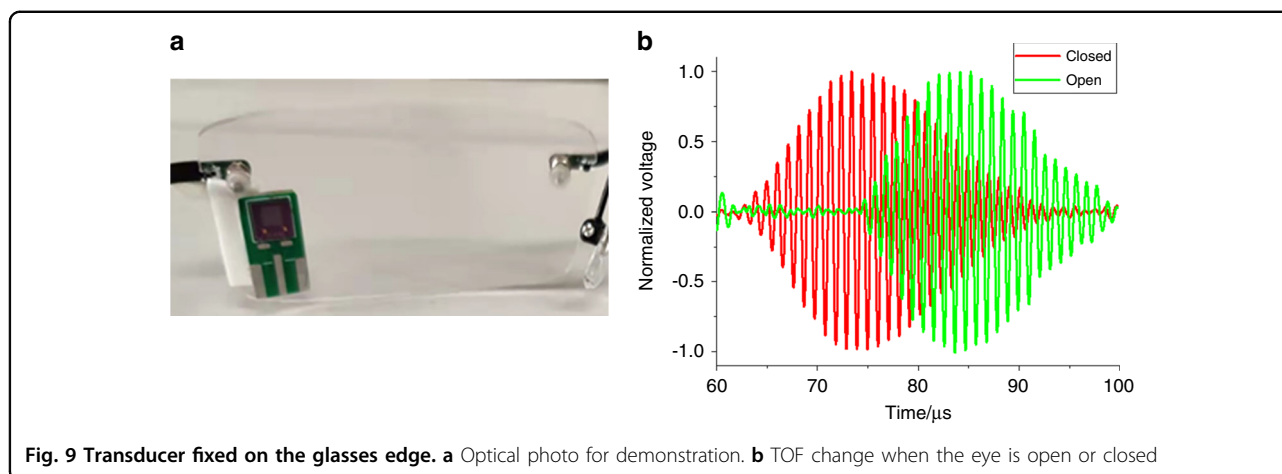 a
b
Closed
Open
1.0
0.5
0.0
-0.5
-1.0
Normalized voltage
60 70 80 90 100
Time/μs
Fig. 9 Transducer fixed on the glasses edge. a Optical photo for demonstration. b TOF change when the eye is open or closed